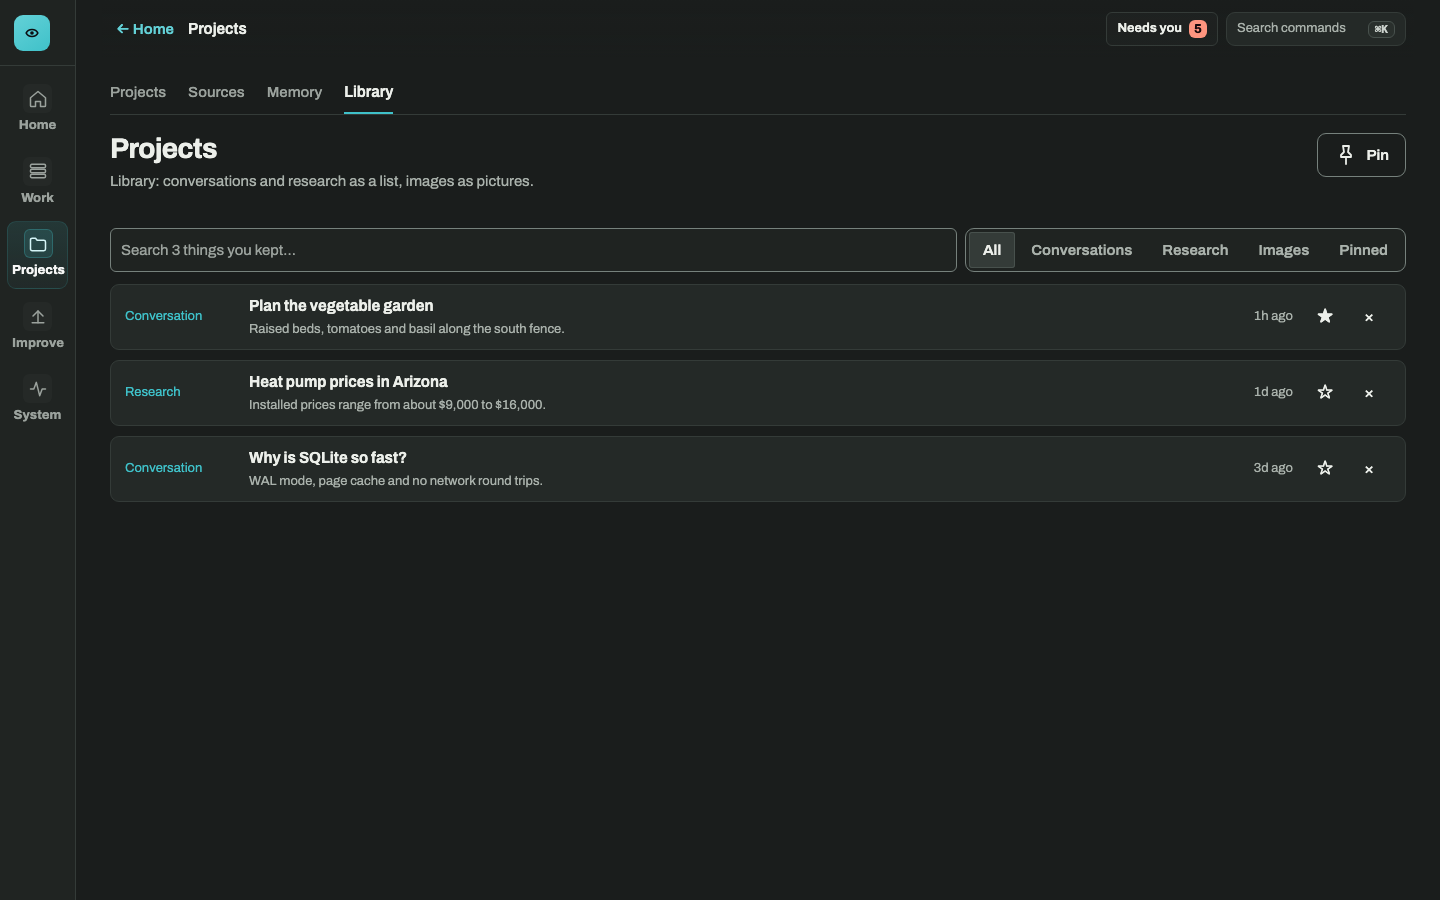 ← Home Projects Needs you 5 Search commands ⌘K
Projects Sources Memory Library
Projects
Pin
Library: conversations and research as a list, images as pictures.
Search 3 things you kept...
All Conversations Research Images Pinned
Conversation
Plan the vegetable garden
Raised beds, tomatoes and basil along the south fence.
1h ago ★ ×
Research
Heat pump prices in Arizona
Installed prices range from about $9,000 to $16,000.
1d ago ☆ ×
Conversation
Why is SQLite so fast?
WAL mode, page cache and no network round trips.
3d ago ☆ ×
Home
Work
Projects
Improve
System